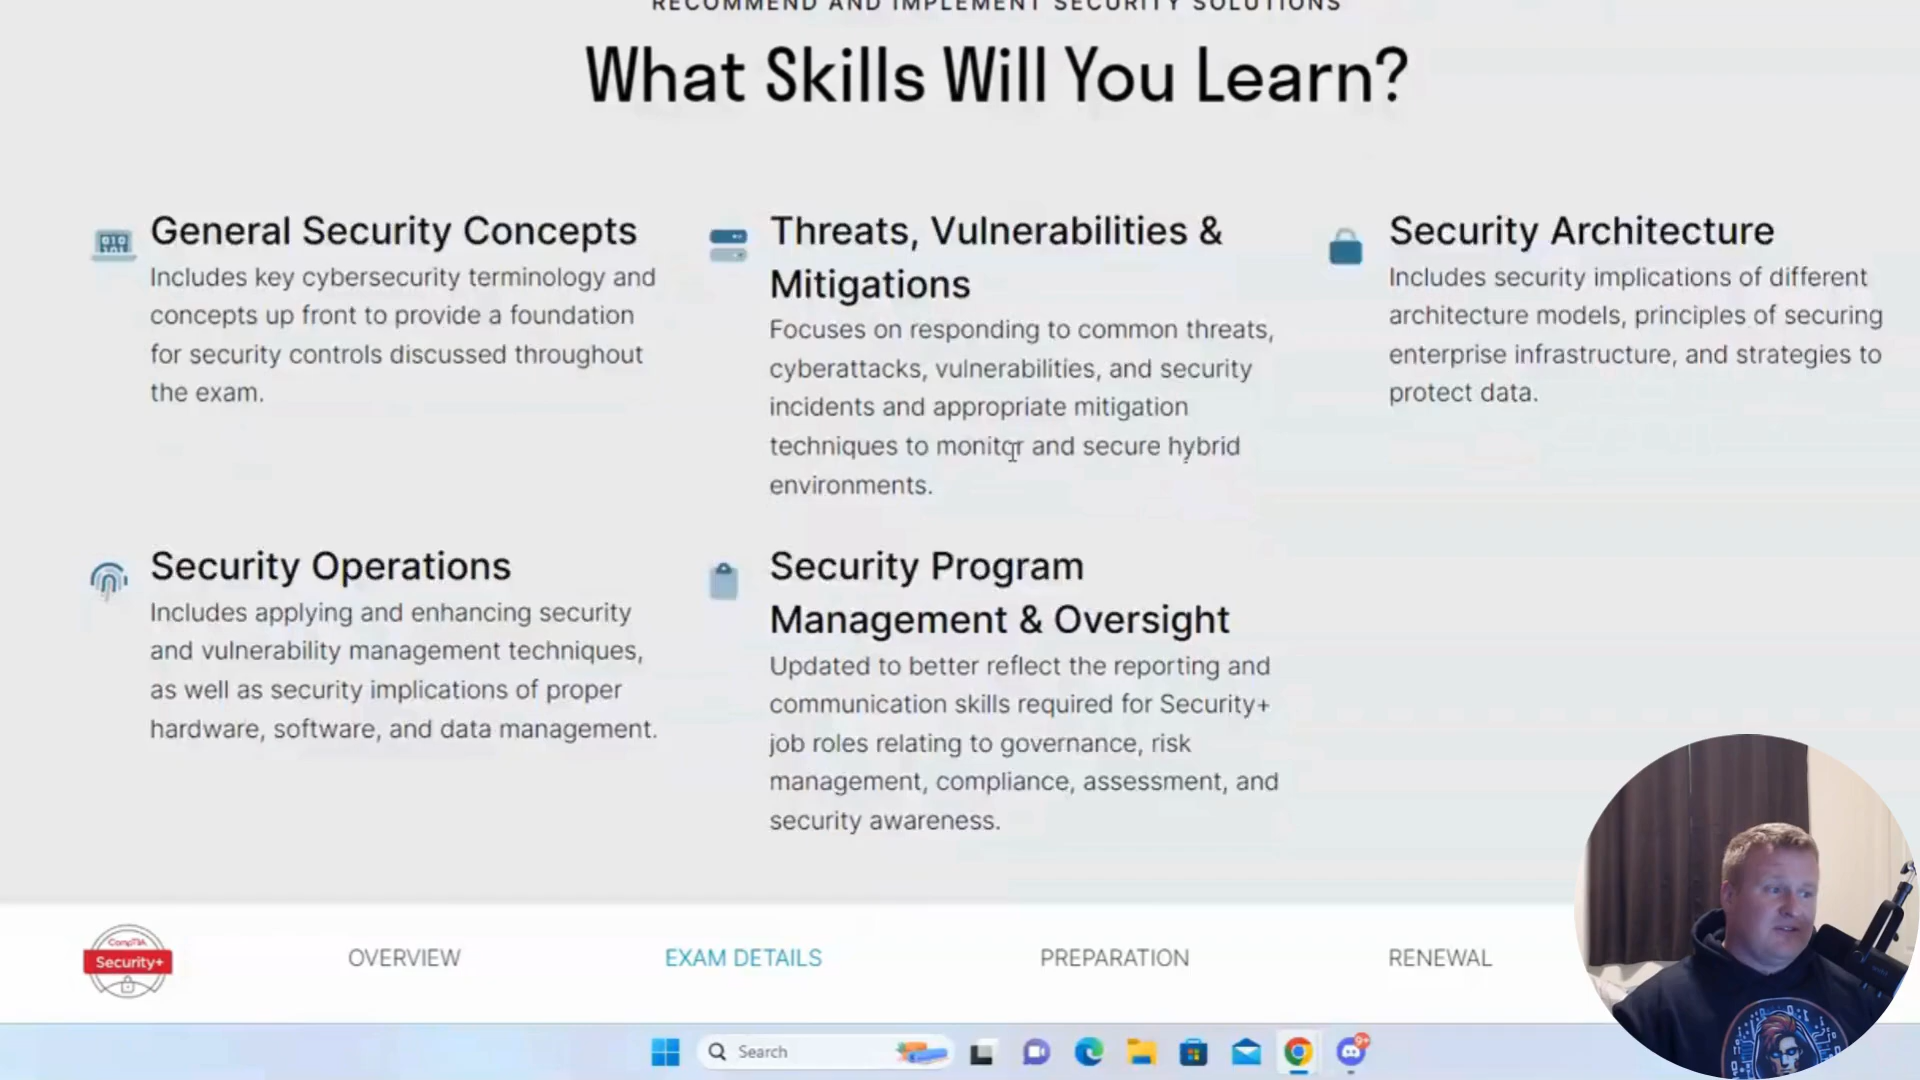 RECOMMEND AND IMPLEMENT SECURITY SOLUTIONS
What Skills Will You Learn?
General Security Concepts
Includes key cybersecurity terminology and
concepts up front to provide a foundation
for security controls discussed throughout
the exam.
Threats, Vulnerabilities &
Mitigations
Focuses on responding to common threats,
cyberattacks, vulnerabilities, and security
incidents and appropriate mitigation
techniques to monitor and secure hybrid
environments.
Security Architecture
Includes security implications of different
architecture models, principles of securing
enterprise infrastructure, and strategies to
protect data.
Security Operations
Includes applying and enhancing security
and vulnerability management techniques,
as well as security implications of proper
hardware, software, and data management.
Security Program
Management & Oversight
Updated to better reflect the reporting and
communication skills required for Security+
job roles relating to governance, risk
management, compliance, assessment, and
security awareness.
CompTIA
Security+
OVERVIEW
EXAM DETAILS
PREPARATION
RENEWAL
Search
9+